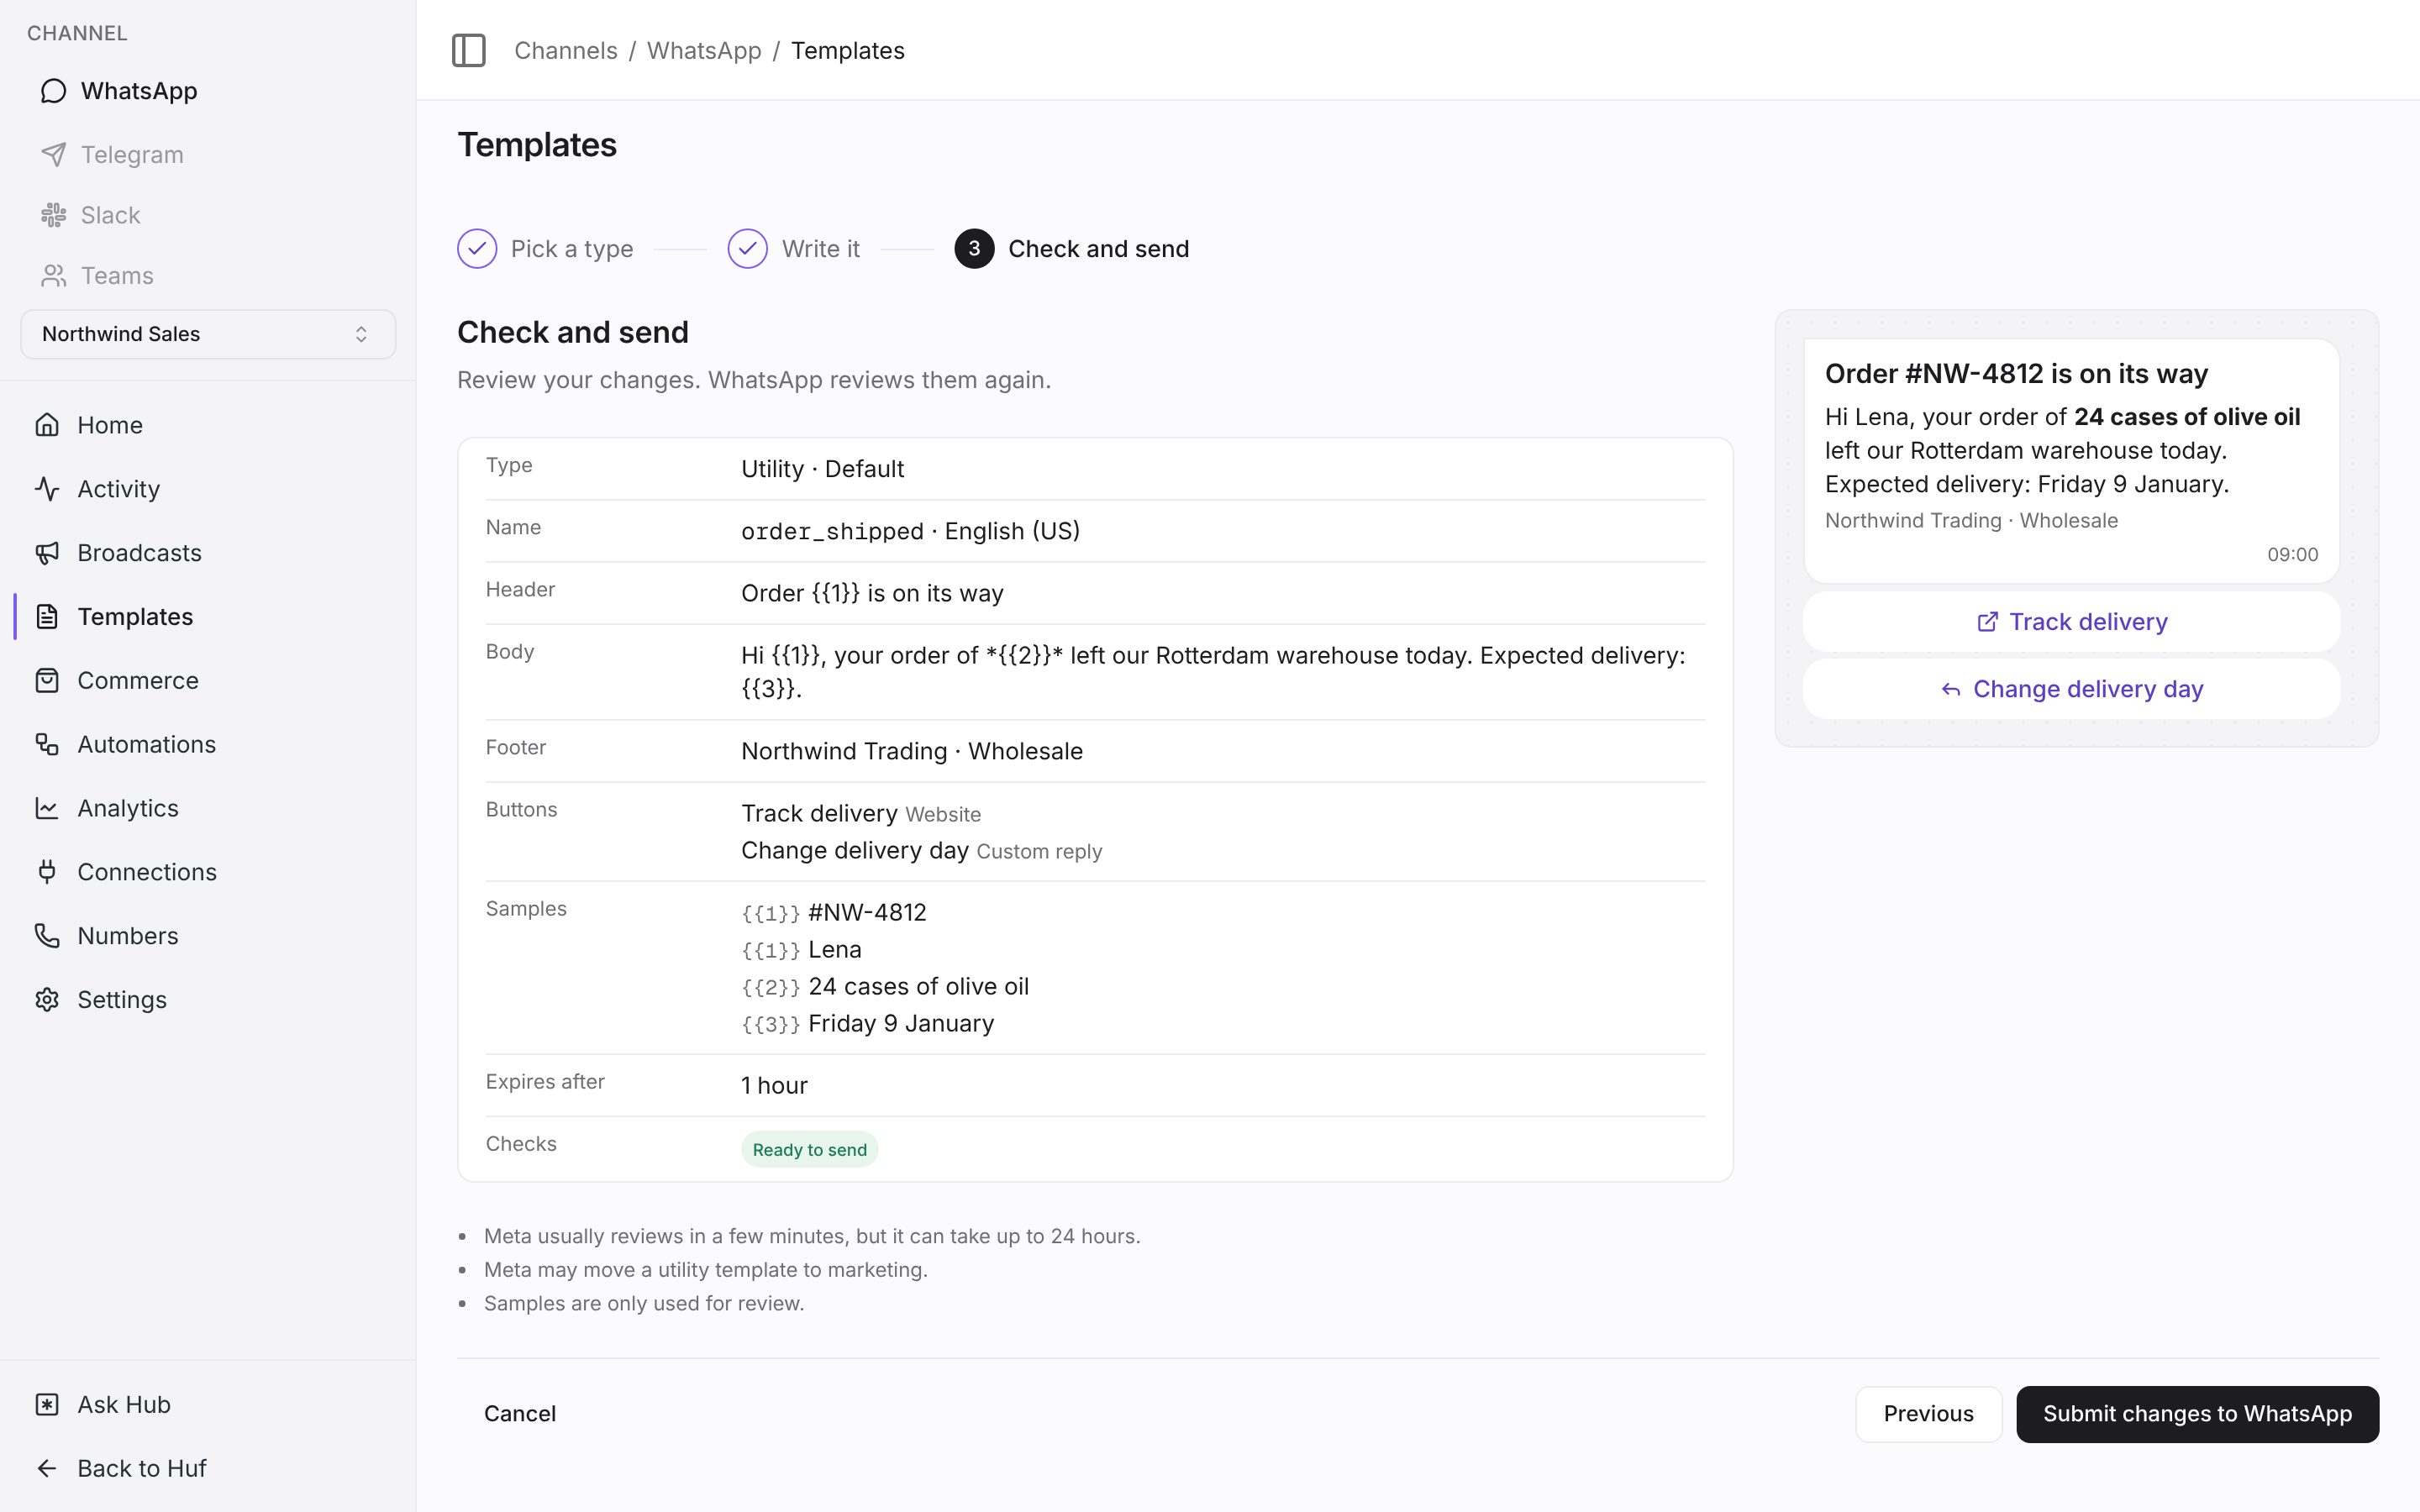 CHANNEL
WhatsApp
Telegram
Slack
Teams
Northwind Sales
Home
Activity
Broadcasts
Templates
Commerce
Automations
Analytics
Connections
Numbers
Settings
Ask Hub
Back to Huf
Channels / WhatsApp / Templates
Templates
Pick a type
Write it
3 Check and send
Check and send
Review your changes. WhatsApp reviews them again.
Type Utility · Default
Name order_shipped · English (US)
Header Order {{1}} is on its way
Body Hi {{1}}, your order of *{{2}}* left our Rotterdam warehouse today. Expected delivery:
{{3}}.
Footer Northwind Trading · Wholesale
Buttons Track delivery Website
Change delivery day Custom reply
Samples {{1}} #NW-4812
{{1}} Lena
{{2}} 24 cases of olive oil
{{3}} Friday 9 January
Expires after 1 hour
Checks Ready to send
Meta usually reviews in a few minutes, but it can take up to 24 hours.
Meta may move a utility template to marketing.
Samples are only used for review.
Order #NW-4812 is on its way
Hi Lena, your order of 24 cases of olive oil
left our Rotterdam warehouse today.
Expected delivery: Friday 9 January.
Northwind Trading · Wholesale
09:00
Track delivery
Change delivery day
Cancel
Previous
Submit changes to WhatsApp